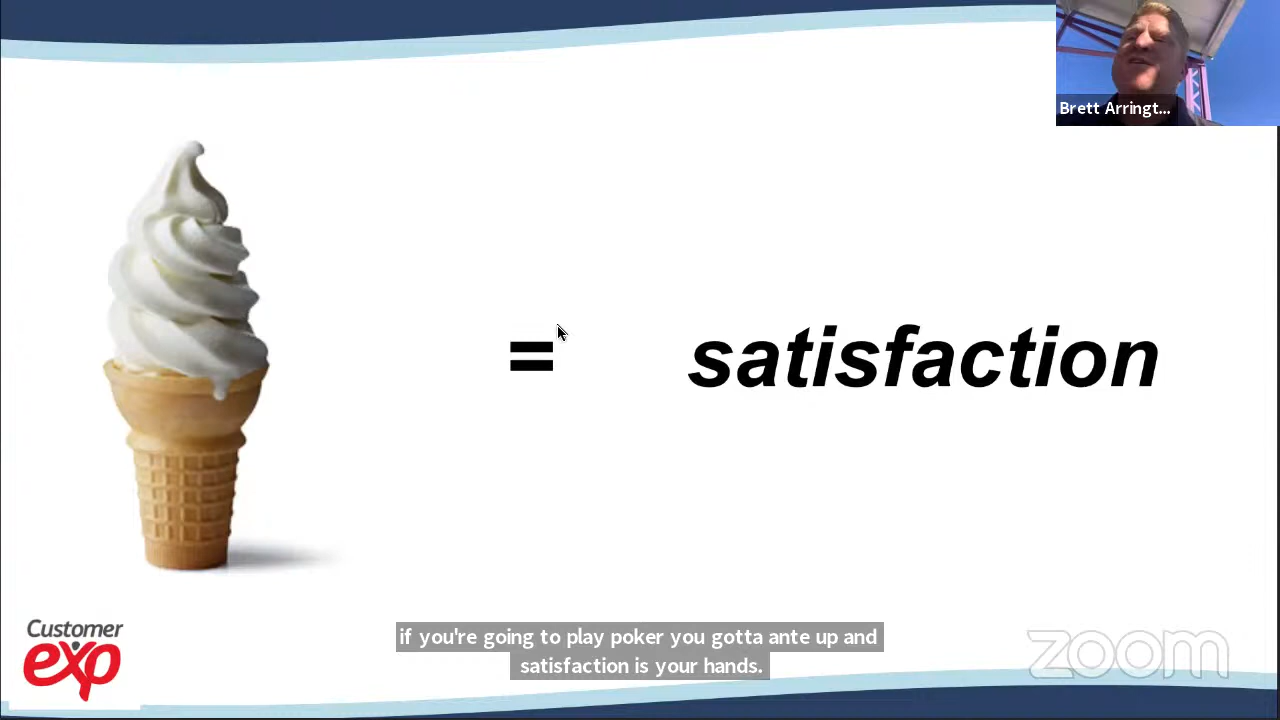 Brett Arringt...
= satisfaction
Customer
exp
if you're going to play poker you gotta ante up and
satisfaction is your hands.
zoom